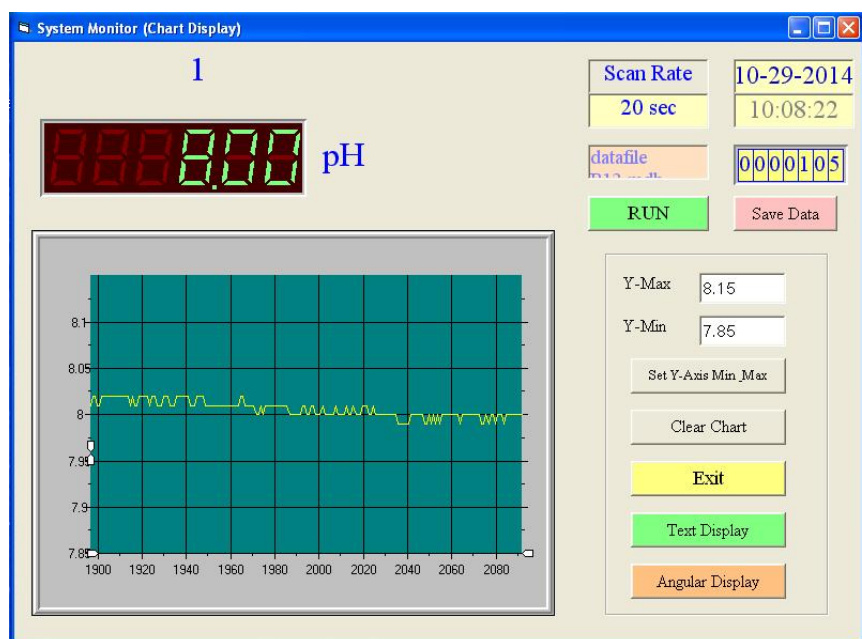 System Monitor (Chart Display)
1
8.00
pH
Scan Rate
20 sec
10-29-2014
10:08:22
datafile
0000105
RUN
Save Data
8.1
8.05
8
7.95
7.9
7.85
1900 1920 1940 1960 1980 2000 2020 2040 2060 2080
Y-Max 8.15
Y-Min 7.85
Set Y-Axis Min_Max
Clear Chart
Exit
Text Display
Angular Display